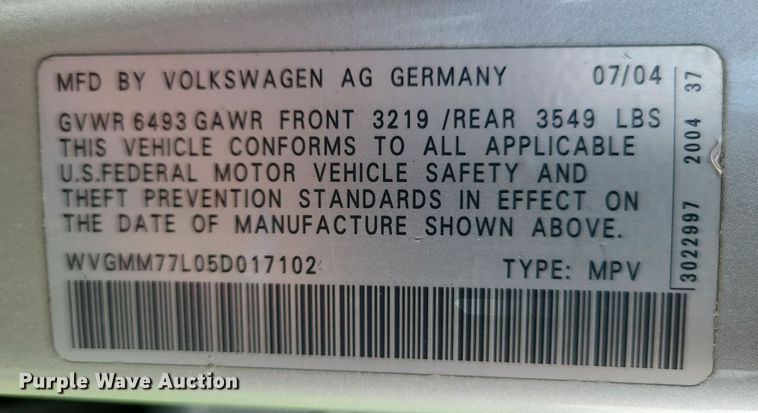 MFD BY VOLKSWAGEN AG GERMANY 07/04
GVWR 6493 GAWR FRONT 3219 /REAR 3549 LBS
THIS VEHICLE CONFORMS TO ALL APPLICABLE
U.S.FEDERAL MOTOR VEHICLE SAFETY AND
THEFT PREVENTION STANDARDS IN EFFECT ON
THE DATE OF MANUFACTURE SHOWN ABOVE.
WVGMM77L05D017102 TYPE: MPV
3022997 2004 37
Purple Wave Auction